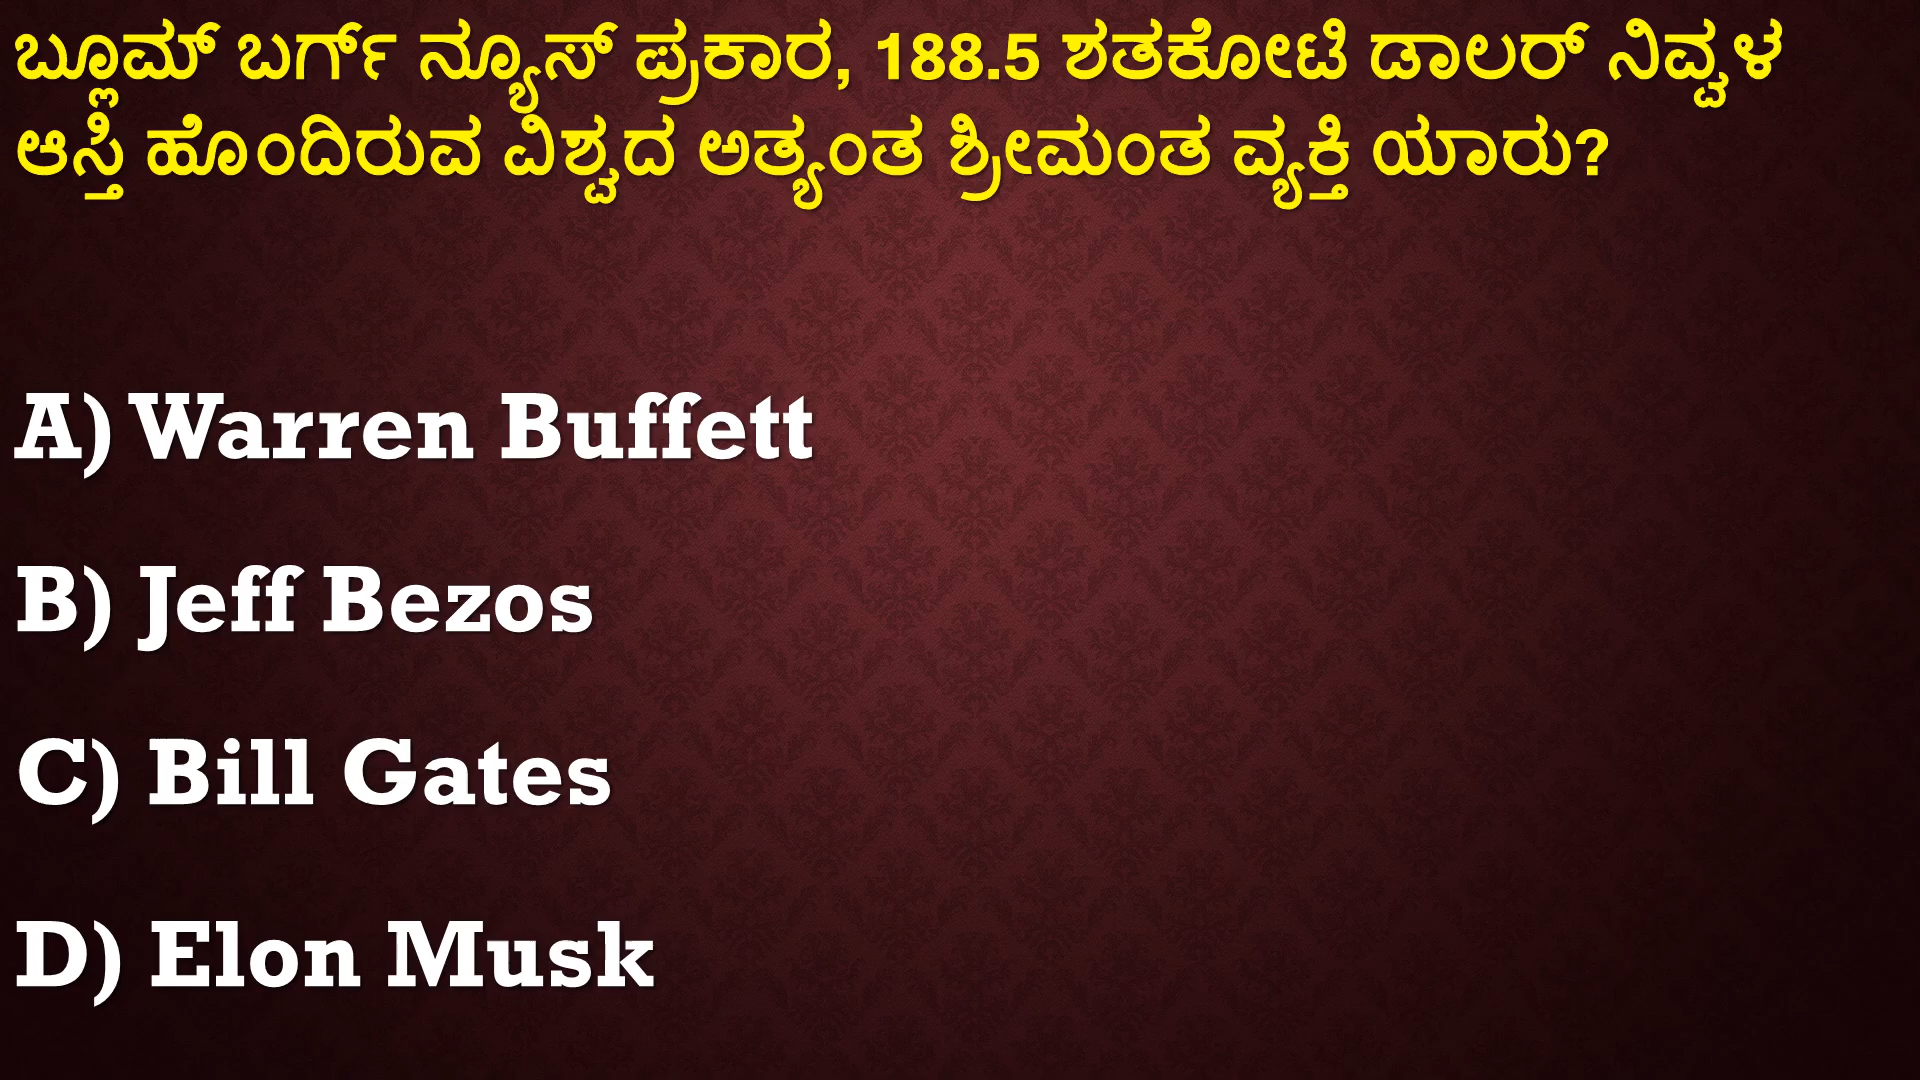 ಬ್ಲೂಮ್ ಬರ್ಗ್ ನ್ಯೂಸ್ ಪ್ರಕಾರ, 188.5 ಶತಕೋಟಿ ಡಾಲರ್ ನಿವ್ವಳ
ಆಸ್ತಿ ಹೊಂದಿರುವ ವಿಶ್ವದ ಅತ್ಯಂತ ಶ್ರೀಮಂತ ವ್ಯಕ್ತಿ ಯಾರು?
A) Warren Buffett
B) Jeff Bezos
C) Bill Gates
D) Elon Musk